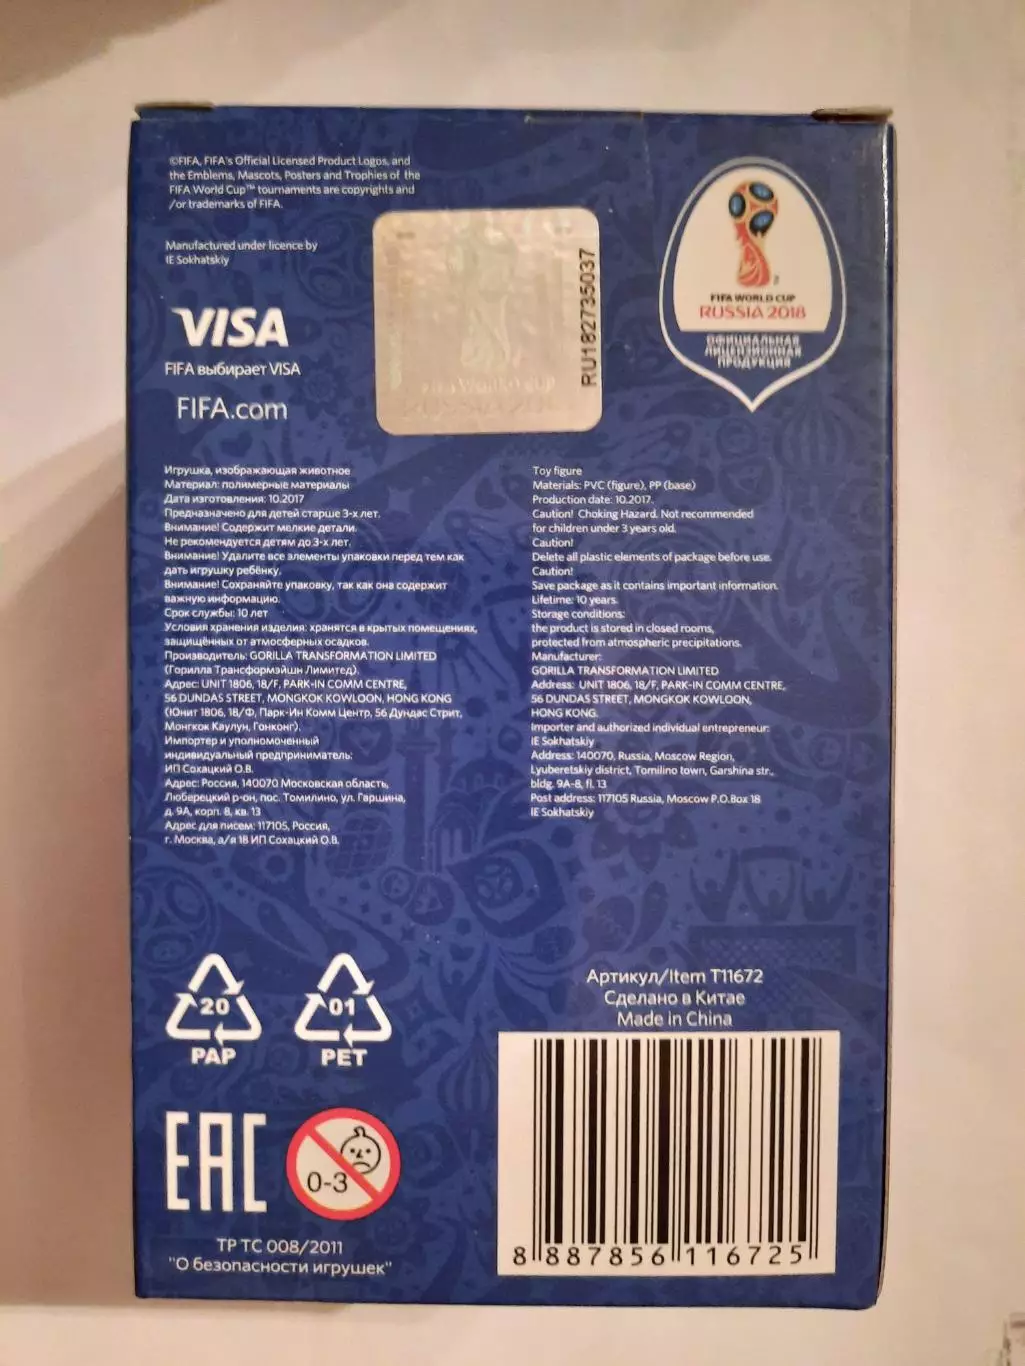 ©FIFA, FIFA's Official Licensed Product Logos, and
the Emblems, Mascots, Posters and Trophies of the
FIFA World Cup™ tournaments are copyrights and
/or trademarks of FIFA.
Manufactured under licence by
IE Sokhatskiy
VISA
FIFA выбирает VISA
FIFA.com
FIFA WORLD CUP
RUSSIA 2018
RU182735037
FIFA WORLD CUP
RUSSIA 2018
ОФИЦИАЛЬНАЯ
ЛИЦЕНЗИОННАЯ
ПРОДУКЦИЯ
Игрушка, изображающая животное
Материал: полимерные материалы
Дата изготовления: 10.2017
Предназначено для детей старше 3-х лет.
Внимание! Содержит мелкие детали.
Не рекомендуется детям до 3-х лет.
Внимание! Удалите все элементы упаковки перед тем как
дать игрушку ребёнку.
Внимание! Сохраняйте упаковку, так как она содержит
важную информацию.
Срок службы: 10 лет
Условия хранения изделия: хранятся в крытых помещениях,
защищённых от атмосферных осадков.
Производитель: GORILLA TRANSFORMATION LIMITED
(Горилла Трансформэйшн Лимитед).
Адрес: UNIT 1806, 18/F, PARK-IN COMM CENTRE,
56 DUNDAS STREET, MONGKOK KOWLOON, HONG KONG
(Юнит 1806, 18/Ф, Парк-Ин Комм Центр, 56 Дундас Стрит,
Монгкок Каулун, Гонконг).
Импортер и уполномоченный
индивидуальный предприниматель:
ИП Сохацкий О.В.
Адрес: Россия, 140070 Московская область,
Люберецкий р-он, пос. Томилино, ул. Гаршина,
д. 9А, корп. 8, кв. 13
Адрес для писем: 117105, Россия,
г. Москва, а/я 18 ИП Сохацкий О.В.
Toy figure
Materials: PVC (figure), PP (base)
Production date: 10.2017.
Caution! Choking Hazard. Not recommended
for children under 3 years old.
Caution!
Delete all plastic elements of package before use.
Caution!
Save package as it contains important information.
Lifetime: 10 years.
Storage conditions:
the product is stored in closed rooms,
protected from atmospheric precipitations.
Manufacturer:
GORILLA TRANSFORMATION LIMITED
Address: UNIT 1806, 18/F, PARK-IN COMM CENTRE,
56 DUNDAS STREET, MONGKOK KOWLOON,
HONG KONG.
Importer and authorized individual entrepreneur:
IE Sokhatskiy
Address: 140070, Russia, Moscow Region,
Lyuberetskiy district, Tomilino town, Garshina str.,
bldg. 9A-8, fl. 13
Post address: 117105 Russia, Moscow P.O.Box 18
IE Sokhatskiy
20
PAP
01
PET
EAC
0-3
ТР ТС 008/2011
"О безопасности игрушек"
Артикул/Item T11672
Сделано в Китае
Made in China
8 887856 116725